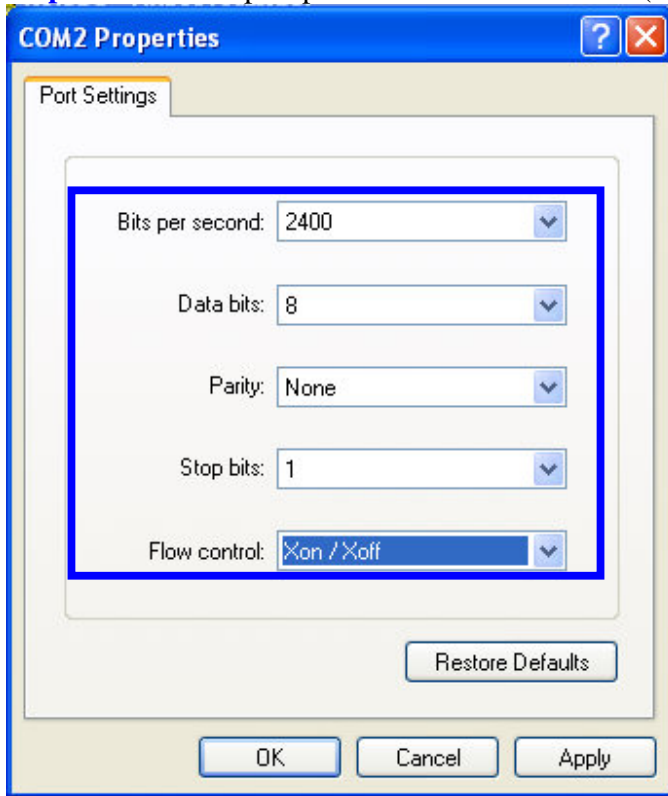 COM2 Properties
Port Settings
Bits per second: 2400
Data bits: 8
Parity: None
Stop bits: 1
Flow control: Xon / Xoff
Restore Defaults
OK Cancel Apply